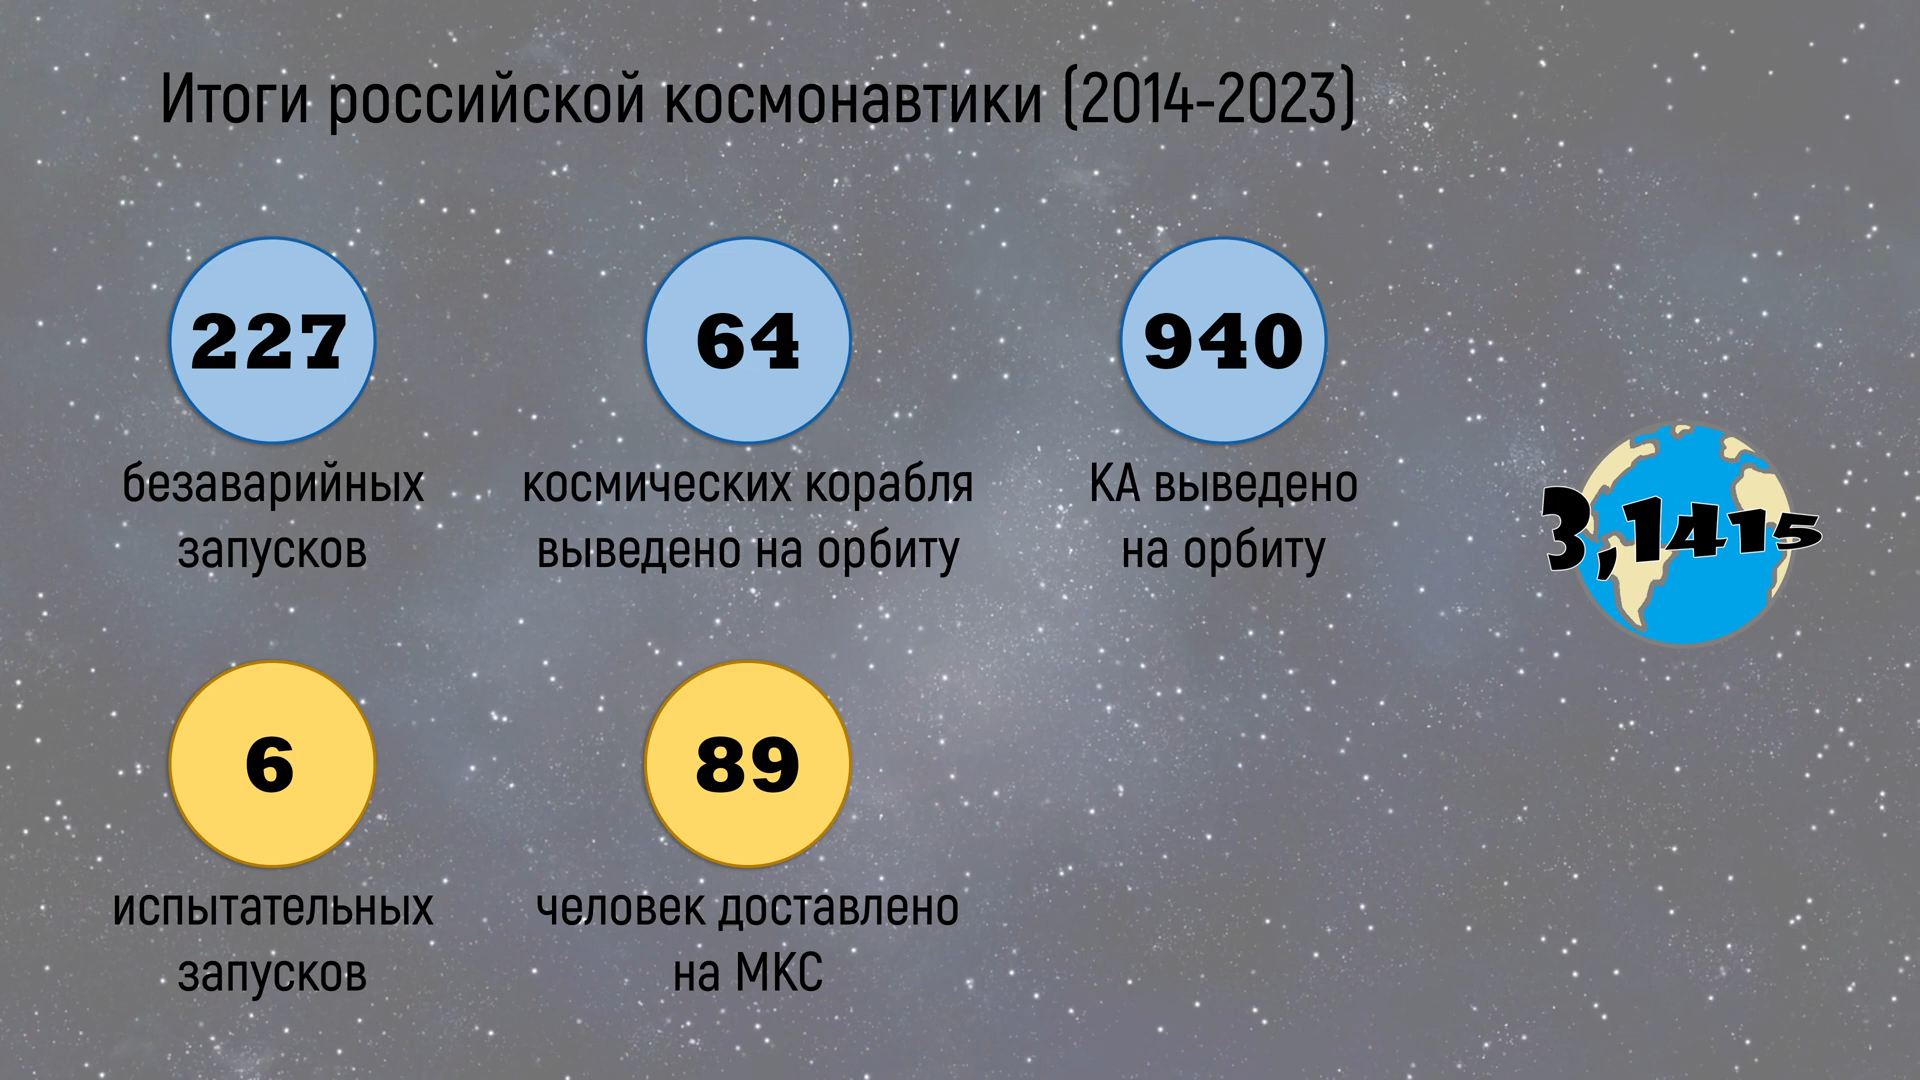 Итоги российской космонавтики (2014-2023)
227
безаварийных
запусков
64
космических корабля
выведено на орбиту
940
КА выведено
на орбиту
3,1415
6
испытательных
запусков
89
человек доставлено
на МКС